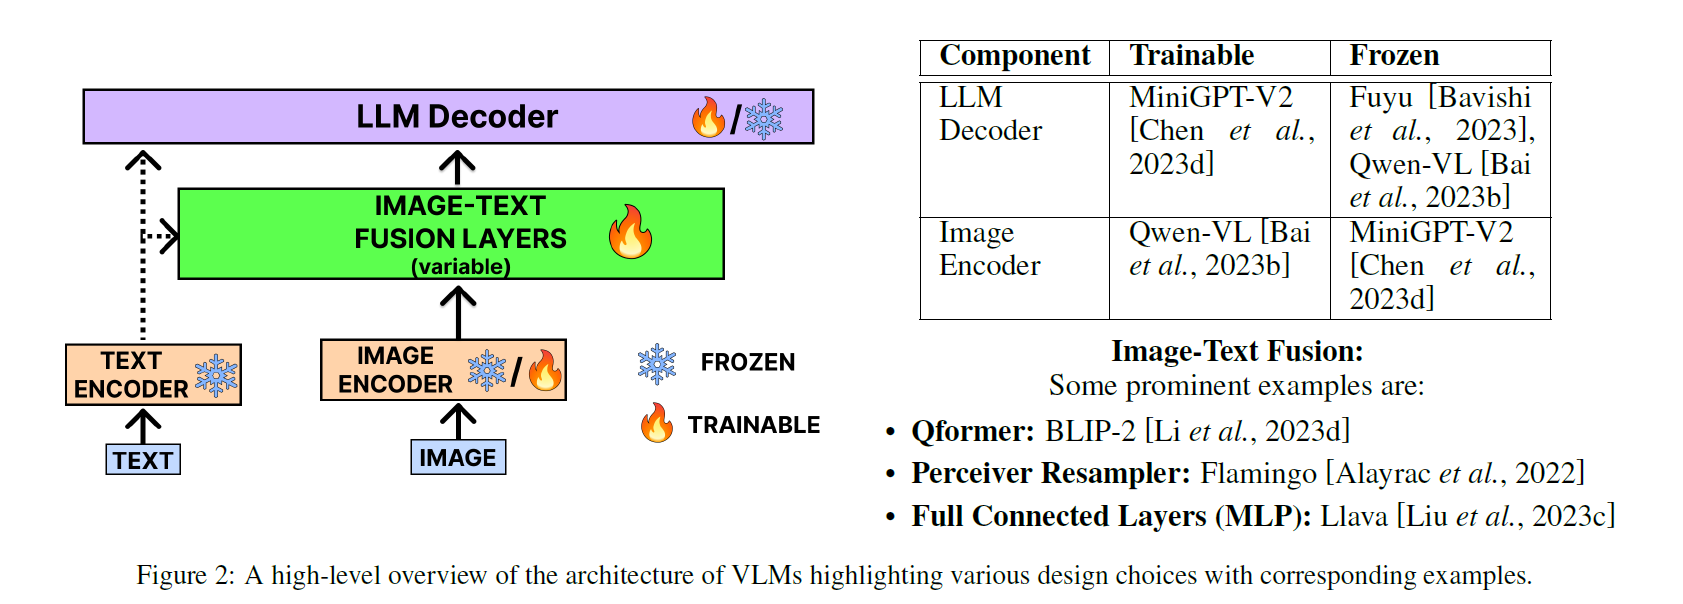 LLM Decoder
/
IMAGE-TEXT
FUSION LAYERS
(variable)
TEXT
ENCODER
IMAGE
ENCODER
/
FROZEN
TRAINABLE
TEXT
IMAGE
Component Trainable Frozen
LLM Decoder
MiniGPT-V2 [Chen et al., 2023d]
Fuyu [Bavishi et al., 2023], Qwen-VL [Bai et al., 2023b]
Image Encoder
Qwen-VL [Bai et al., 2023b]
MiniGPT-V2 [Chen et al., 2023d]
Image-Text Fusion:
Some prominent examples are:
• Qformer: BLIP-2 [Li et al., 2023d]
• Perceiver Resampler: Flamingo [Alayrac et al., 2022]
• Full Connected Layers (MLP): Llava [Liu et al., 2023c]
Figure 2: A high-level overview of the architecture of VLMs highlighting various design choices with corresponding examples.